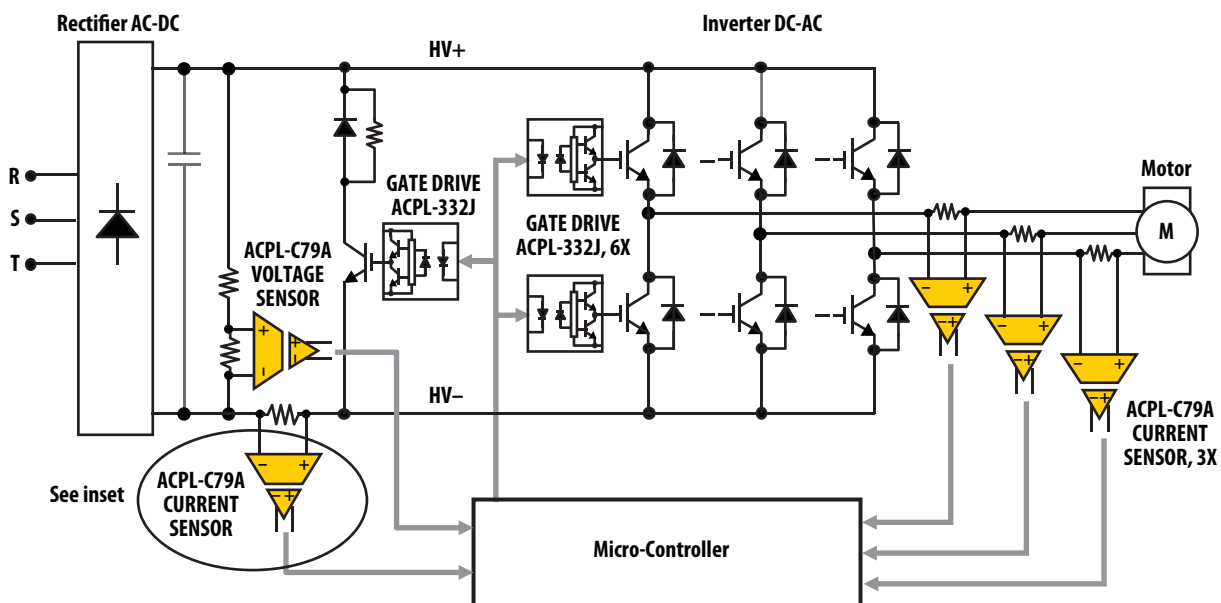 Rectifier AC-DC
Inverter DC-AC
HV+
R
S
T
GATE DRIVE
ACPL-332J
ACPL-C79A
VOLTAGE
SENSOR
+
–
+
–
GATE DRIVE
ACPL-332J, 6X
Motor
M
– +
–+
– +
–+
– +
–+
HV–
ACPL-C79A
CURRENT
SENSOR, 3X
See inset
– +
–+
ACPL-C79A
CURRENT
SENSOR
Micro-Controller